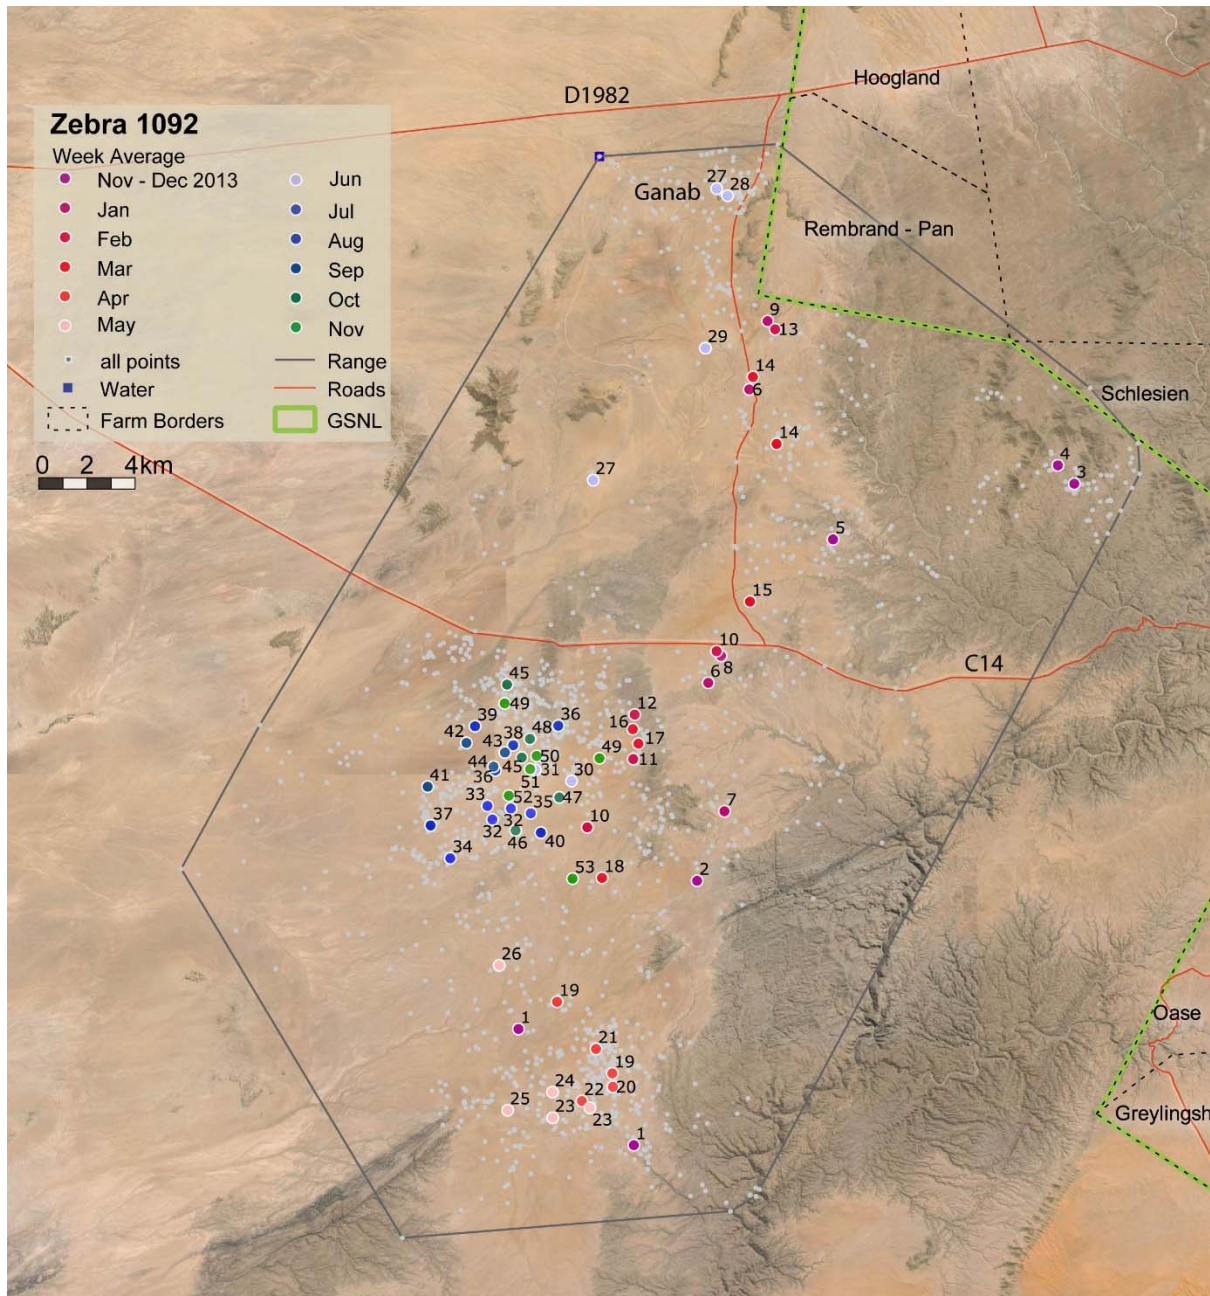 D1982
Hoogland
Zebra 1092
Week Average
Nov - Dec 2013
Jan
Feb
Mar
Apr
May
all points
Water
Farm Borders
Jun
Jul
Aug
Sep
Oct
Nov
Range
Roads
GSNL
0 2 4km
Ganab
27
28
Rembrand - Pan
9
13
29
14
6
Schlesien
14
4
3
27
5
15
10
8
6
C14
45
49
39
36
12
16
42
43
38
48
17
49
11
50
44
45
31
36
51
30
41
52
47
33
35
7
37
32
32
10
46
40
34
53
18
2
26
19
1
Oase
21
19
24
22
20
25
23
23
Greylingsh
1